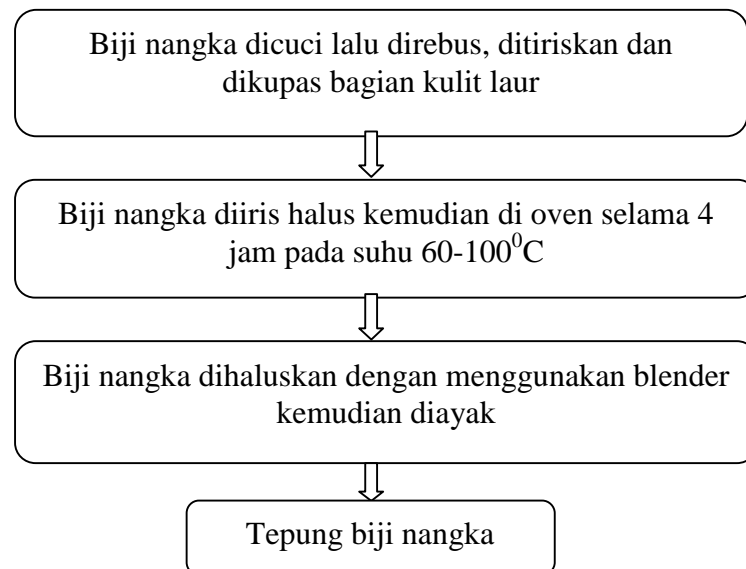 Biji nangka dicuci lalu direbus, ditiriskan dan
dikupas bagian kulit laur
Biji nangka diiris halus kemudian di oven selama 4
jam pada suhu 60-100⁰C
Biji nangka dihaluskan dengan menggunakan blender
kemudian diayak
Tepung biji nangka